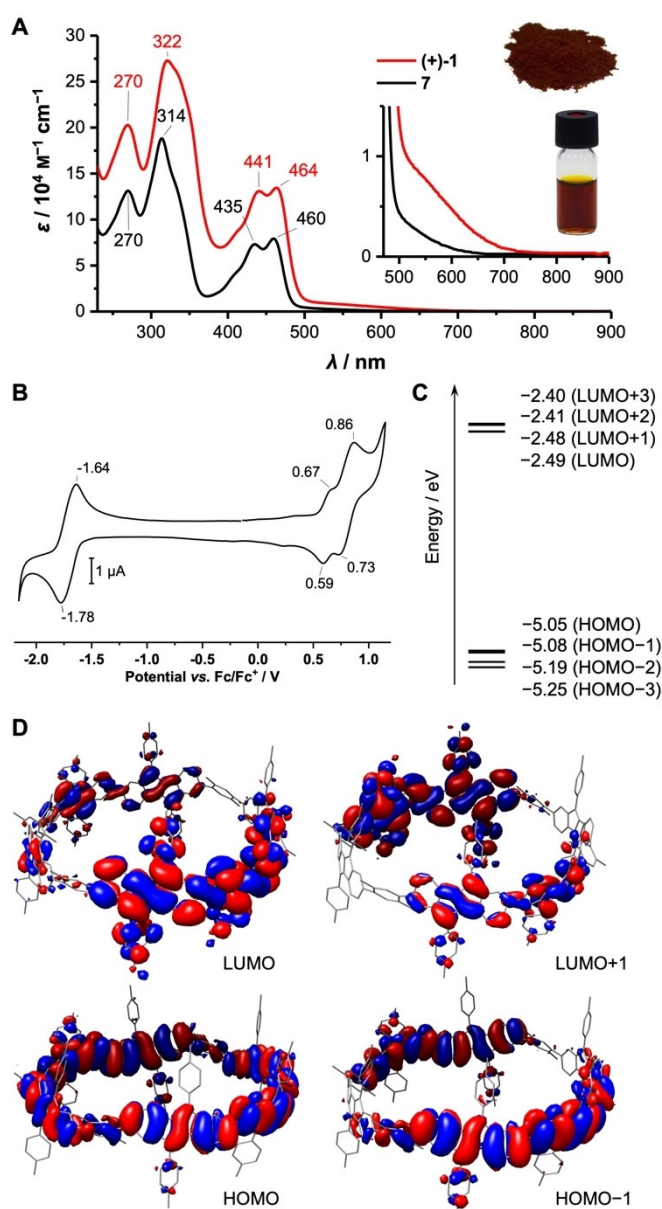 A
30
25
20
15
10
5
0
ε / 10⁴ M⁻¹ cm⁻¹
322
270
314
270
441
464
435
460
(+)-1
7
1
0
500 600 700 800 900
300 400 500 600 700 800 900
λ / nm
B
−1.64
0.67
0.86
1 µA
−1.78
0.59
0.73
-2.0 -1.5 -1.0 -0.5 0.0 0.5 1.0
Potential vs. Fc/Fc⁺ / V
C
Energy / eV
−2.40 (LUMO+3)
−2.41 (LUMO+2)
−2.48 (LUMO+1)
−2.49 (LUMO)
−5.05 (HOMO)
−5.08 (HOMO−1)
−5.19 (HOMO−2)
−5.25 (HOMO−3)
D
LUMO
LUMO+1
HOMO
HOMO−1